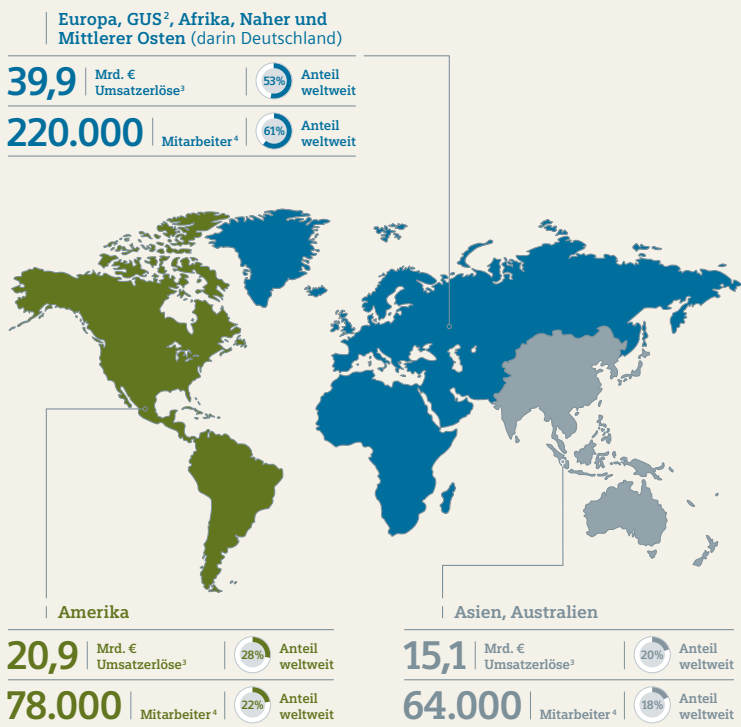 Europa, GUS², Afrika, Naher und
Mittlerer Osten (darin Deutschland)
39,9 Mrd. € Umsatzerlöse³ 53% Anteil weltweit
220.000 Mitarbeiter⁴ 61% Anteil weltweit
Amerika
20,9 Mrd. € Umsatzerlöse³ 28% Anteil weltweit
78.000 Mitarbeiter⁴ 22% Anteil weltweit
Asien, Australien
15,1 Mrd. € Umsatzerlöse³ 20% Anteil weltweit
64.000 Mitarbeiter⁴ 18% Anteil weltweit